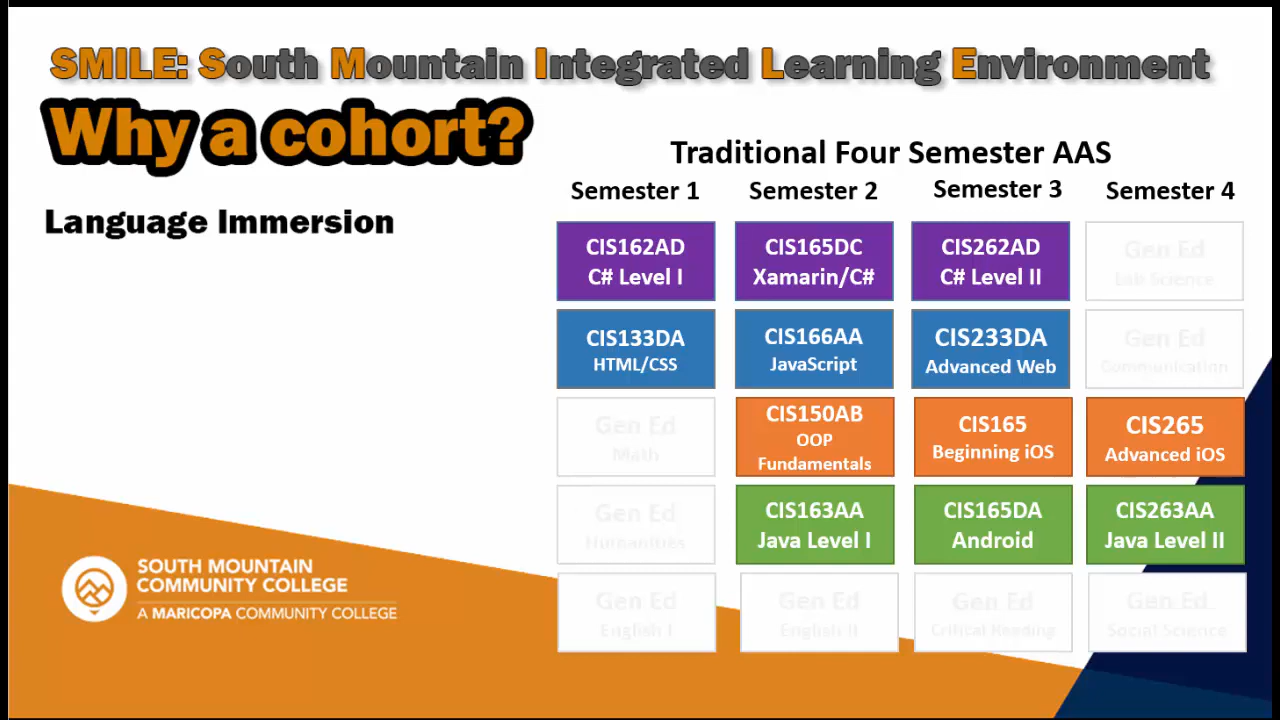 SMILE: South Mountain Integrated Learning Environment
Why a cohort?
Language Immersion
Traditional Four Semester AAS
Semester 1
Semester 2
Semester 3
Semester 4
CIS162AD
C# Level I
CIS165DC
Xamarin/C#
CIS262AD
C# Level II
Gen Ed
Lab Science
CIS133DA
HTML/CSS
CIS166AA
JavaScript
CIS233DA
Advanced Web
Gen Ed
Communication
Gen Ed
Math
CIS150AB
OOP
Fundamentals
CIS165
Beginning iOS
CIS265
Advanced iOS
Gen Ed
Humanities
CIS163AA
Java Level I
CIS165DA
Android
CIS263AA
Java Level II
Gen Ed
English I
Gen Ed
English II
Gen Ed
Critical Reading
Gen Ed
Social Science
SOUTH MOUNTAIN
COMMUNITY COLLEGE
A MARICOPA COMMUNITY COLLEGE